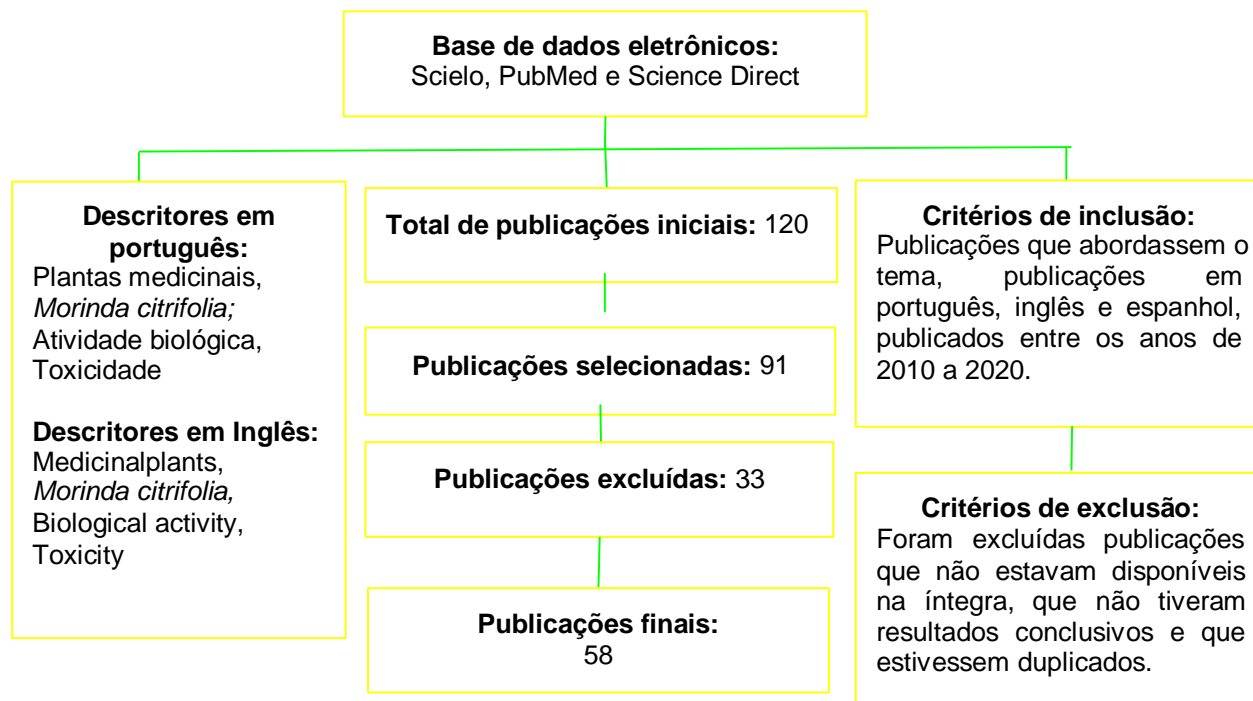 Base de dados eletrônicos:
Scielo, PubMed e Science Direct
Descritores em
português:
Plantas medicinais,
Morinda citrifolia;
Atividade biológica,
Toxicidade
Descritores em Inglês:
Medicinalplants,
Morinda citrifolia,
Biological activity,
Toxicity
Total de publicações iniciais: 120
Publicações selecionadas: 91
Publicações excluídas: 33
Publicações finais:
58
Critérios de inclusão:
Publicações que abordassem o
tema, publicações em
português, inglês e espanhol,
publicados entre os anos de
2010 a 2020.
Critérios de exclusão:
Foram excluídas publicações
que não estavam disponíveis
na íntegra, que não tiveram
resultados conclusivos e que
estivessem duplicados.